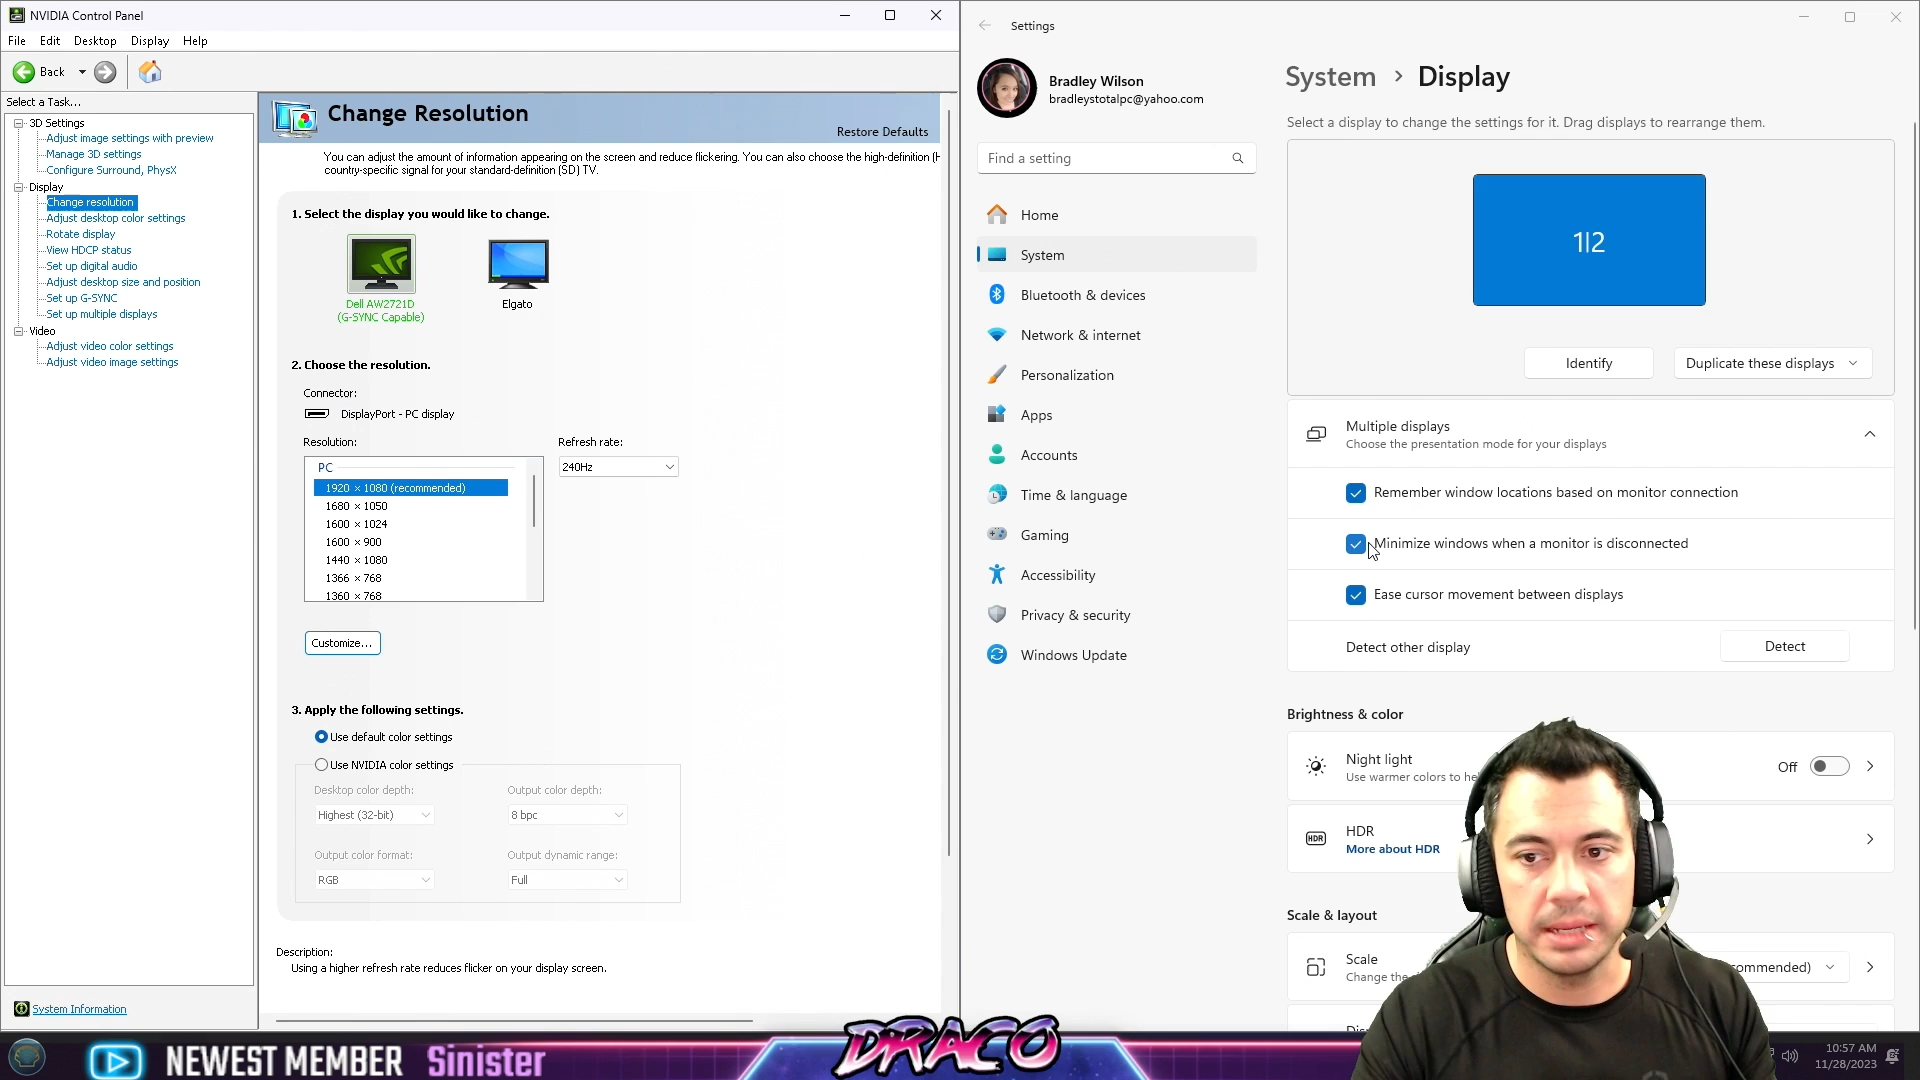 NVIDIA Control Panel
File Edit Desktop Display Help
Back
Select a Task...
3D Settings
Adjust image settings with preview
Manage 3D settings
Configure Surround, PhysX
Display
Change resolution
Adjust desktop color settings
Rotate display
View HDCP status
Set up digital audio
Adjust desktop size and position
Set up G-SYNC
Set up multiple displays
Video
Adjust video color settings
Adjust video image settings
System Information
Change Resolution
Restore Defaults
You can adjust the amount of information appearing on the screen and reduce flickering. You can also choose the high-definition (H
country-specific signal for your standard-definition (SD) TV.
1. Select the display you would like to change.
Dell AW2721D
(G-SYNC Capable)
Elgato
2. Choose the resolution.
Connector:
DisplayPort - PC display
Resolution:
Refresh rate:
PC
240Hz
1920 × 1080 (recommended)
1680 × 1050
1600 × 1024
1600 × 900
1440 × 1080
1366 × 768
1360 × 768
Customize...
3. Apply the following settings.
Use default color settings
Use NVIDIA color settings
Desktop color depth:
Output color depth:
Highest (32-bit)
8 bpc
Output color format:
Output dynamic range:
RGB
Full
Description:
Using a higher refresh rate reduces flicker on your display screen.
Settings
Bradley Wilson
bradleystotalpc@yahoo.com
Find a setting
Home
System
Bluetooth & devices
Network & internet
Personalization
Apps
Accounts
Time & language
Gaming
Accessibility
Privacy & security
Windows Update
System › Display
Select a display to change the settings for it. Drag displays to rearrange them.
1|2
Identify
Duplicate these displays
Multiple displays
Choose the presentation mode for your displays
Remember window locations based on monitor connection
Minimize windows when a monitor is disconnected
Ease cursor movement between displays
Detect other display
Detect
Brightness & color
Night light
Use warmer colors to
Off
HDR
HDR
More about HDR
Scale & layout
Scale
Change the
NEWEST MEMBER Sinister
DRACO
10:57 AM
11/28/2023